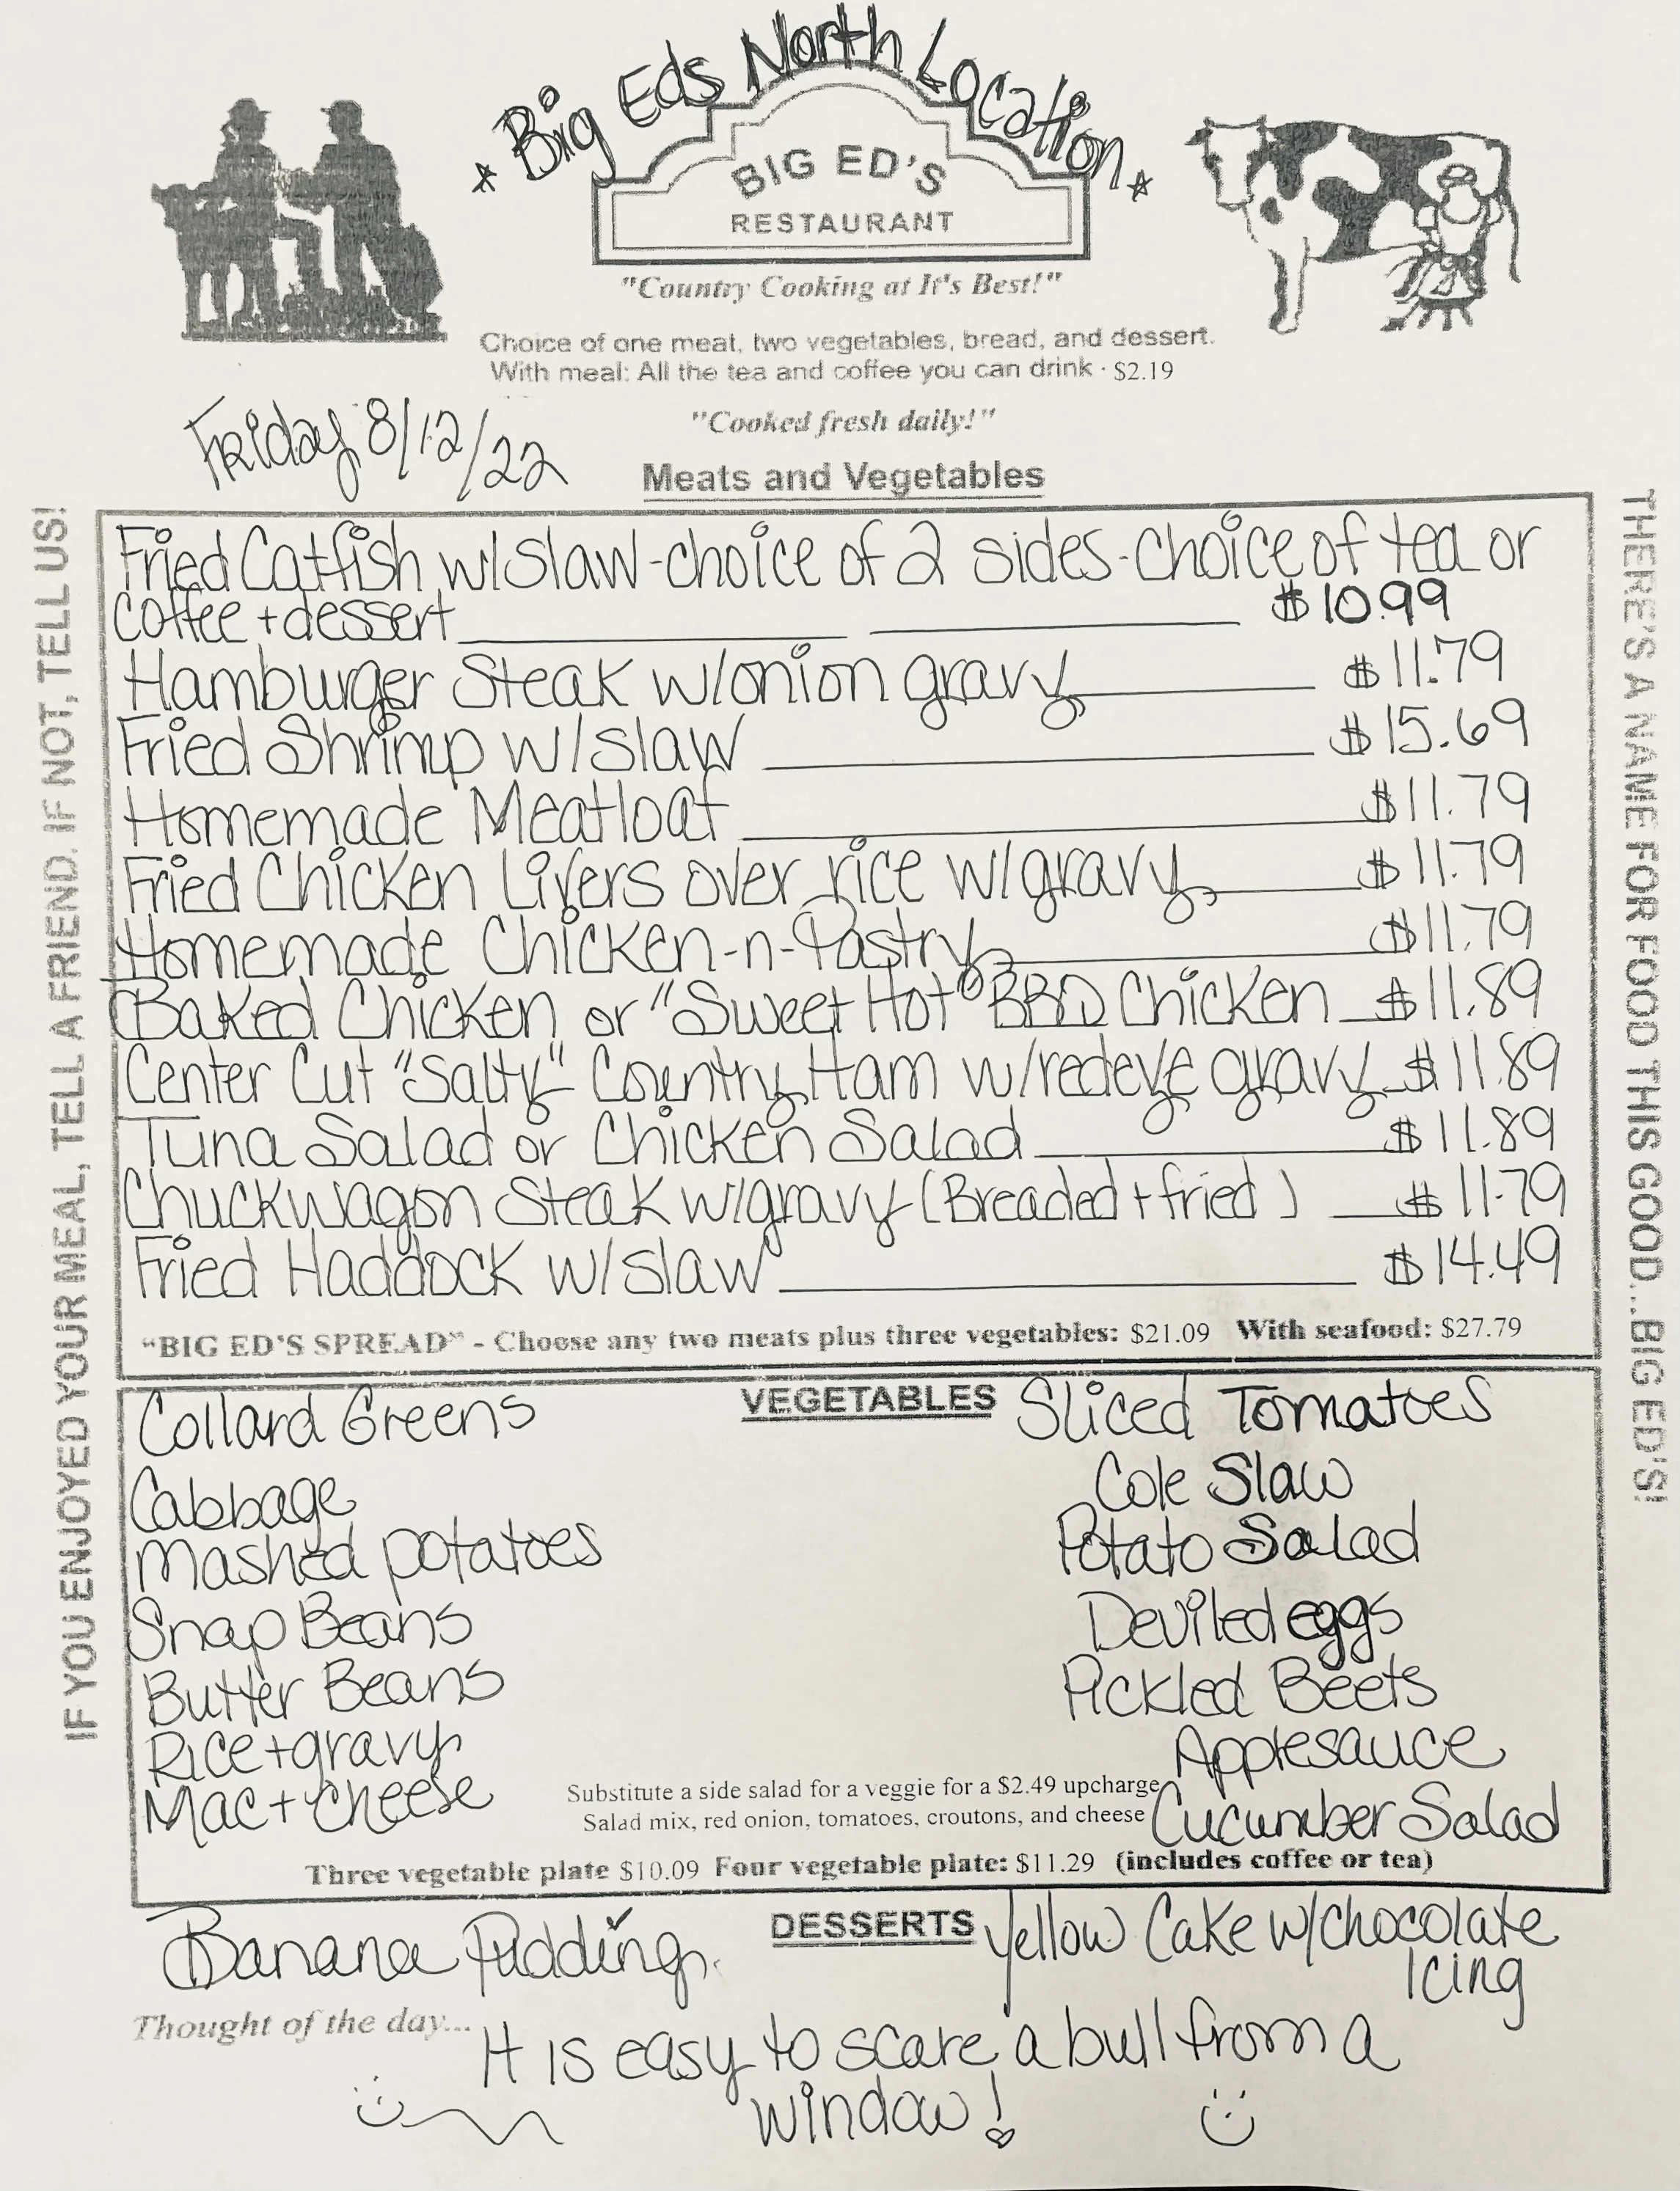 * Big Eds North Location *
BIG ED'S
RESTAURANT
"Country Cooking at It's Best!"
Choice of one meat, two vegetables, bread, and dessert.
With meal: All the tea and coffee you can drink · $2.19
"Cooked fresh daily!"
Friday 8/12/22
Meats and Vegetables
IF YOU ENJOYED YOUR MEAL, TELL A FRIEND. IF NOT, TELL US!
THERE'S A NAME FOR FOOD THIS GOOD...BIG ED'S!
Fried Catfish w/slaw-choice of 2 sides-choice of tea or
coffee + dessert $10.99
Hamburger Steak w/onion gravy $11.79
Fried Shrimp w/slaw $15.69
Homemade Meatloaf $11.79
Fried Chicken Livers over rice w/gravy $11.79
Homemade Chicken-n-Pastry $11.79
Baked Chicken or "Sweet Hot" BBQ Chicken $11.89
Center Cut "Salty" Country Ham w/redeye gravy $11.89
Tuna Salad or Chicken Salad $11.89
Chuckwagon Steak w/gravy (Breaded + fried) $11.79
Fried Haddock w/slaw $14.49
"BIG ED'S SPREAD" - Choose any two meats plus three vegetables: $21.09 With seafood: $27.79
VEGETABLES
Collard Greens
Cabbage
Mashed potatoes
Snap Beans
Butter Beans
Rice + gravy
Mac + cheese
Sliced Tomatoes
Cole Slaw
Potato Salad
Deviled eggs
Pickled Beets
Applesauce
Cucumber Salad
Substitute a side salad for a veggie for a $2.49 upcharge
Salad mix, red onion, tomatoes, croutons, and cheese
Three vegetable plate $10.09 Four vegetable plate: $11.29 (includes coffee or tea)
DESSERTS
Banana Pudding
Yellow Cake w/chocolate
Icing
Thought of the day...
It is easy to scare a bull from a
window!